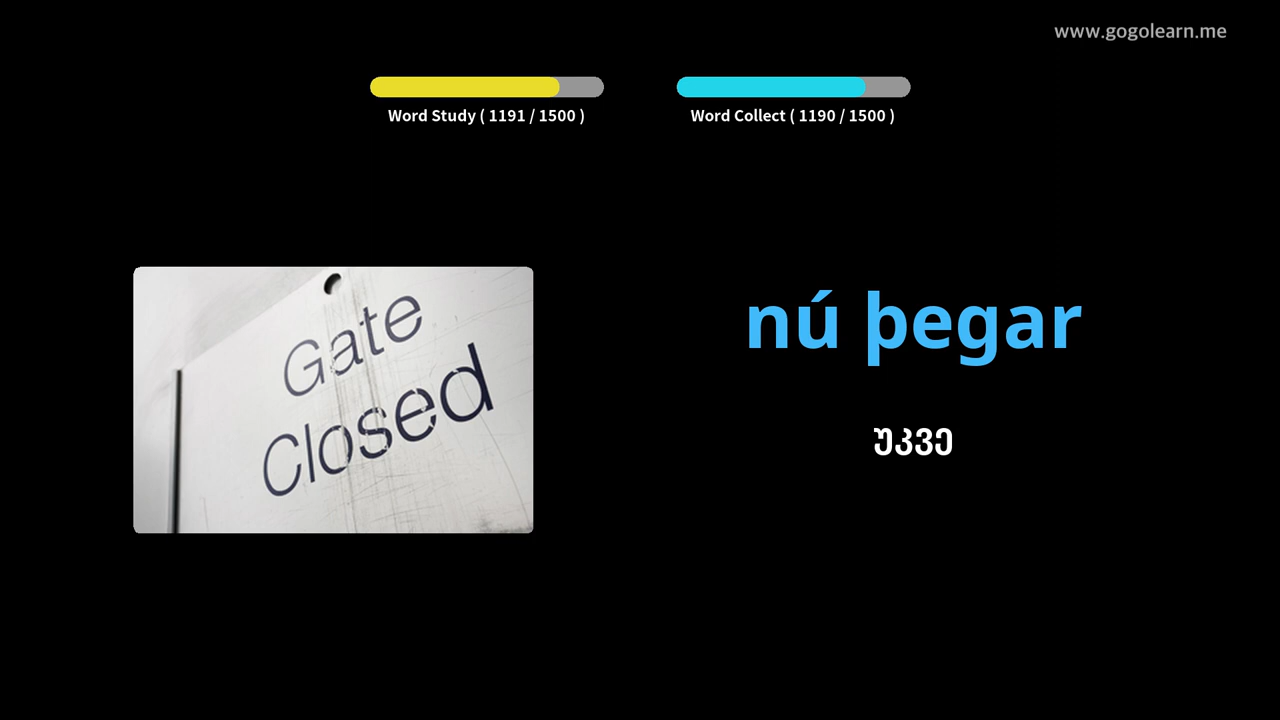 www.gogolearn.me
Word Study ( 1191 / 1500 )
Word Collect ( 1190 / 1500 )
Gate
Closed
nú þegar
უკვე